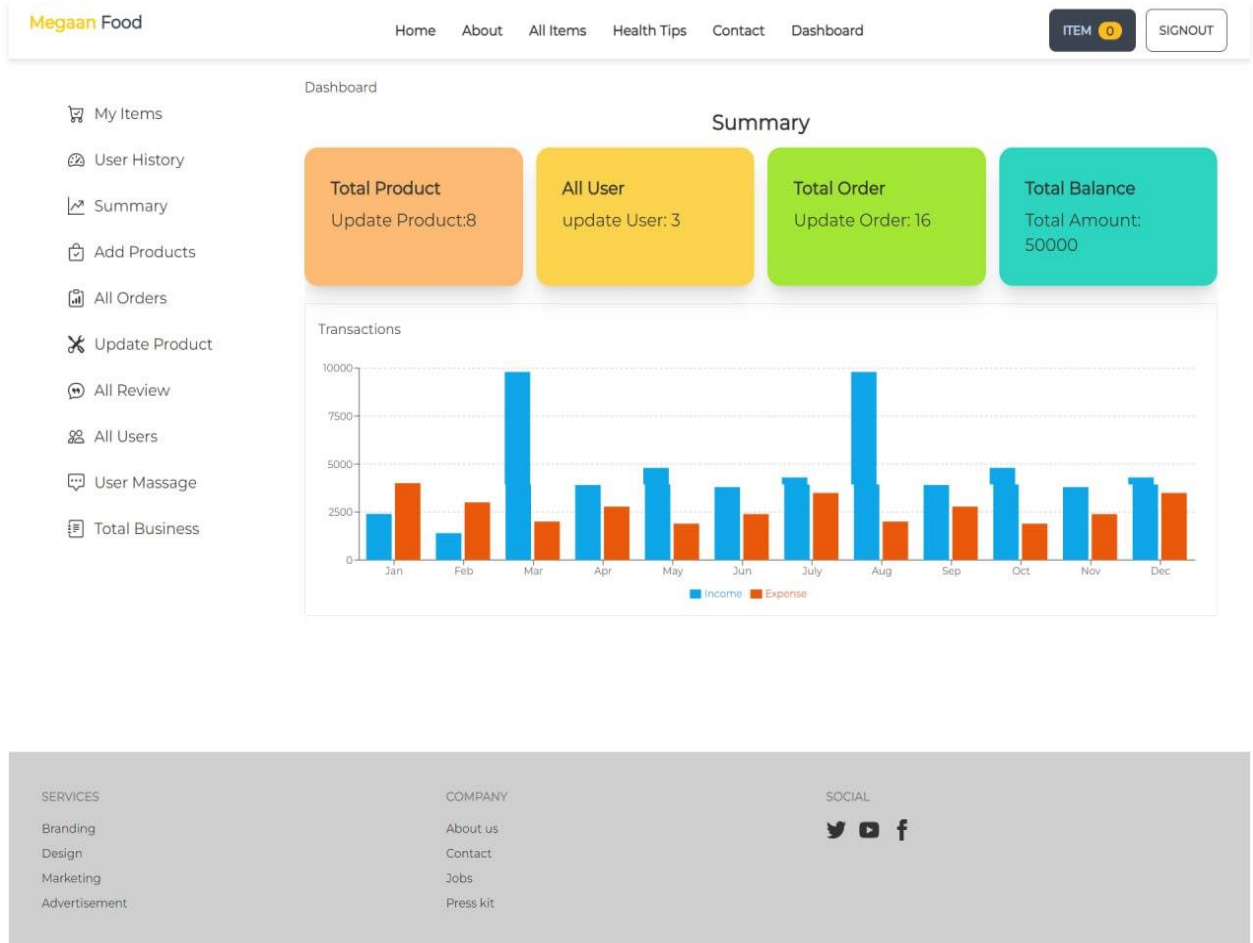 Megaan Food
Home About All Items Health Tips Contact Dashboard
ITEM 0 SIGNOUT
My Items
User History
Summary
Add Products
All Orders
Update Product
All Review
All Users
User Massage
Total Business
Dashboard
Summary
Total Product
Update Product:8
All User
update User: 3
Total Order
Update Order: 16
Total Balance
Total Amount:
50000
Transactions
10000
7500
5000
2500
0
Jan Feb Mar Apr May Jun July Aug Sep Oct Nov Dec
Income Expense
SERVICES
Branding
Design
Marketing
Advertisement
COMPANY
About us
Contact
Jobs
Press kit
SOCIAL